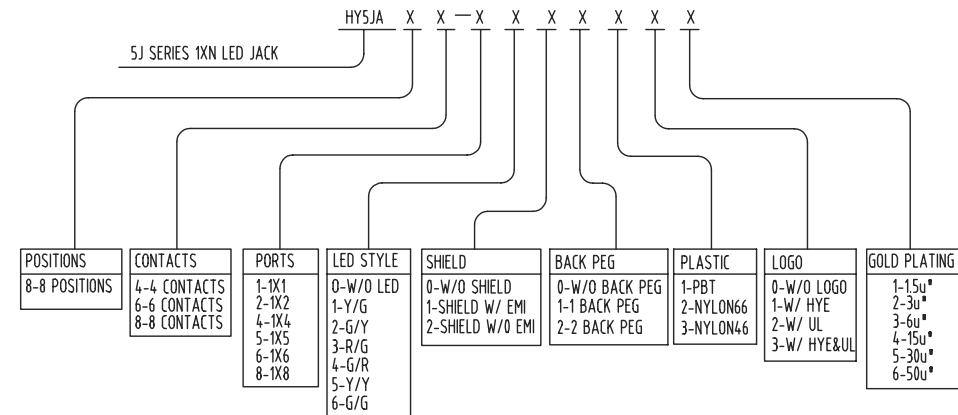 HY5JA X X - X X X X X X X
5J SERIES 1XN LED JACK
POSITIONS
8-8 POSITIONS
CONTACTS
4-4 CONTACTS
6-6 CONTACTS
8-8 CONTACTS
PORTS
1-1X1
2-1X2
4-1X4
5-1X5
6-1X6
8-1X8
LED STYLE
0-W/O LED
1-Y/G
2-G/Y
3-R/G
4-G/R
5-Y/Y
6-G/G
SHIELD
0-W/O SHIELD
1-SHIELD W/ EMI
2-SHIELD W/O EMI
BACK PEG
0-W/O BACK PEG
1-1 BACK PEG
2-2 BACK PEG
PLASTIC
1-PBT
2-NYLON66
3-NYLON46
LOGO
0-W/O LOGO
1-W/ HYE
2-W/ UL
3-W/ HYE&UL
GOLD PLATING
1-1.5u"
2-3u"
3-6u"
4-15u"
5-30u"
6-50u"